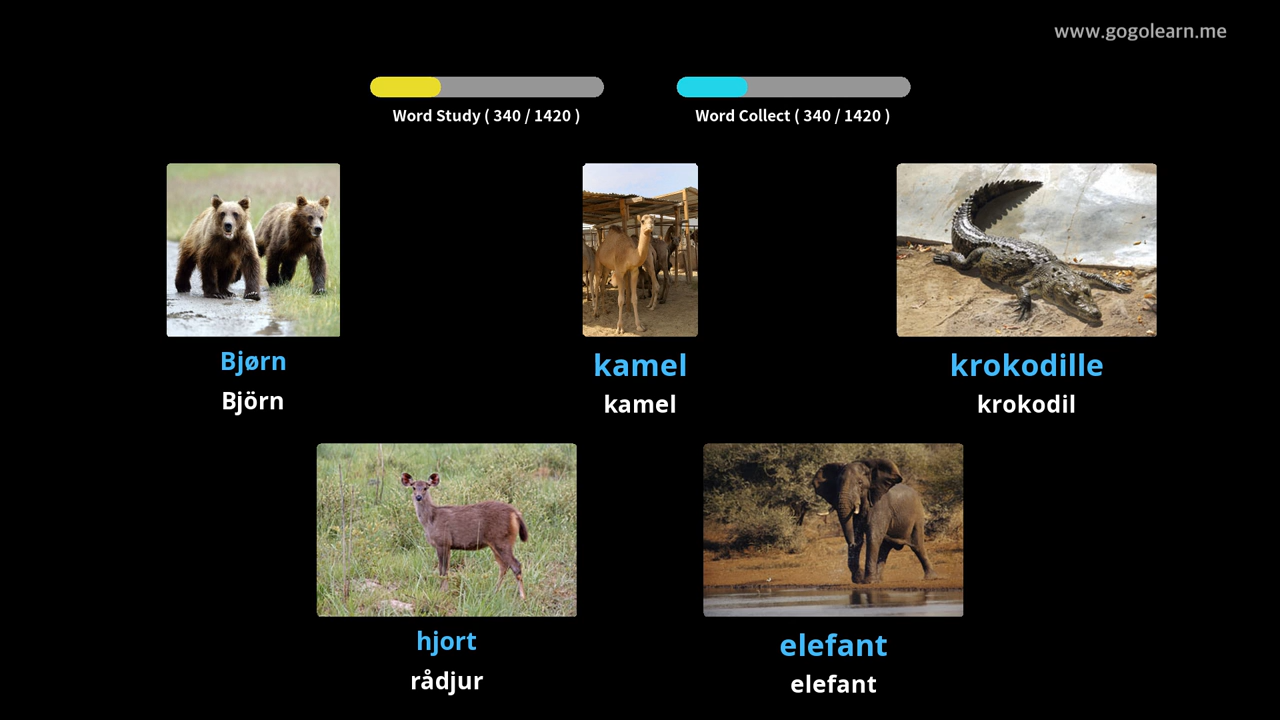 www.gogolearn.me
Word Study ( 340 / 1420 )
Word Collect ( 340 / 1420 )
Bjørn
Björn
kamel
kamel
krokodille
krokodil
hjort
rådjur
elefant
elefant